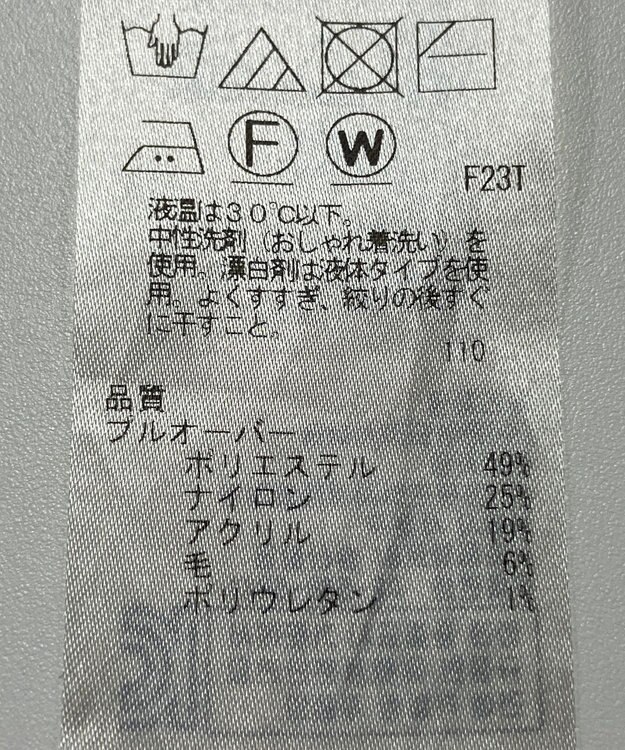 F W
F23T
液温は30℃以下。
中性洗剤（おしゃれ着洗い）を
使用。漂白剤は液体タイプを使
用。よくすすぎ、絞りの後すぐ
に干すこと。
110
品質
プルオーバー
ポリエステル 49%
ナイロン 25%
アクリル 19%
毛 6%
ポリウレタン 1%